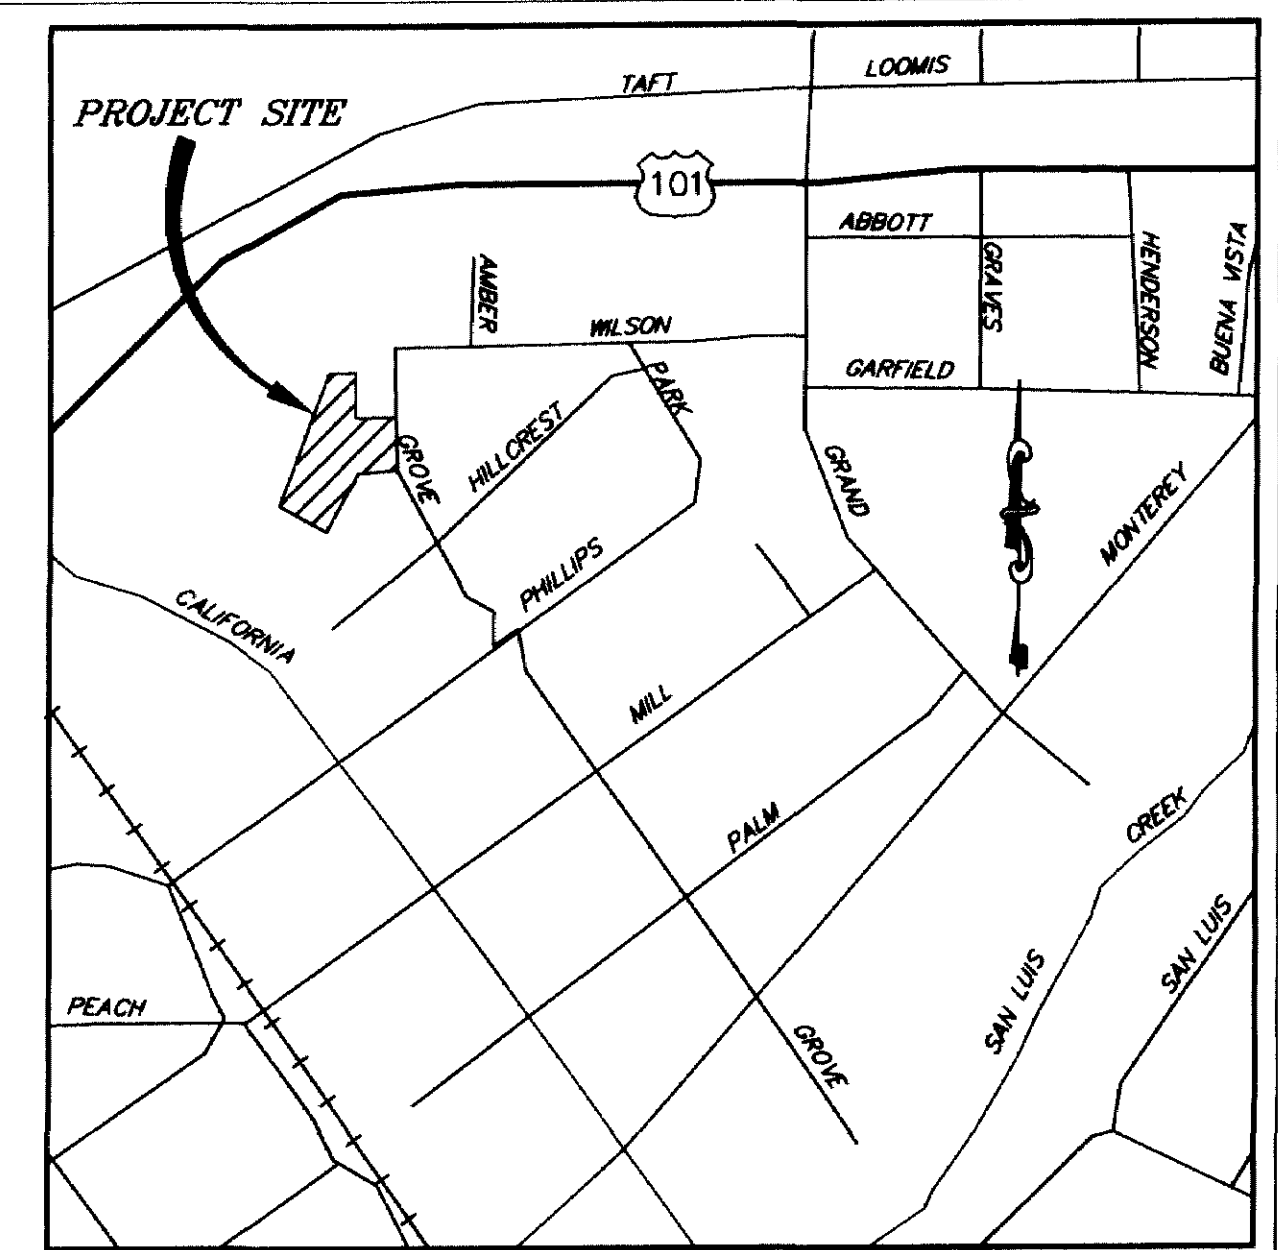 LOOMIS
TAFT
PROJECT SITE
101
ABBOTT
GRAVES
HENDERSON
BUENA VISTA
AMBER
WILSON
GARFIELD
PARK
HILLCREST
GROVE
GRAND
MONTEREY
PHILLIPS
CALIFORNIA
MILL
PALM
CREEK
SAN LUIS
SAN LUIS
PEACH
GROVE